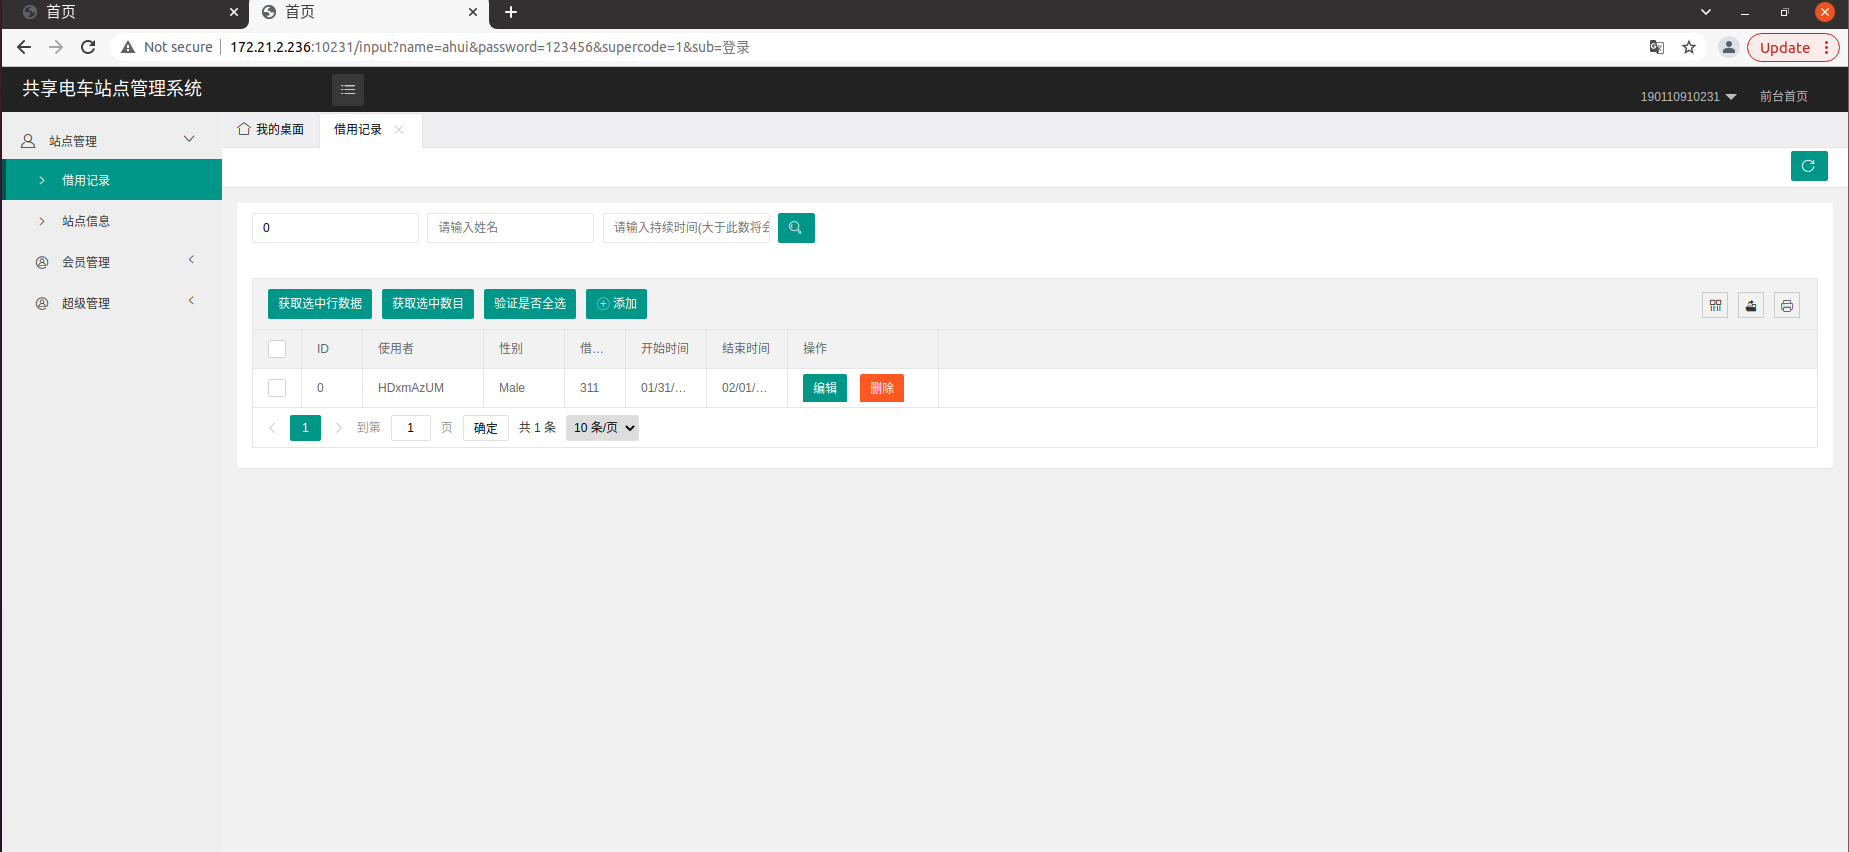 首页
首页
Not secure
172.21.2.236:10231/input?name=ahui&password=123456&supercode=1&sub=登录
Update
共享电车站点管理系统
190110910231
前台首页
站点管理
借用记录
站点信息
会员管理
超级管理
我的桌面
借用记录
0
请输入姓名
请输入持续时间(大于此数将会
获取选中行数据
获取选中数目
验证是否全选
添加
ID
使用者
性别
借...
开始时间
结束时间
操作
0
HDxmAzUM
Male
311
01/31/...
02/01/...
编辑
删除
1
到第
1
页
确定
共 1 条
10 条/页